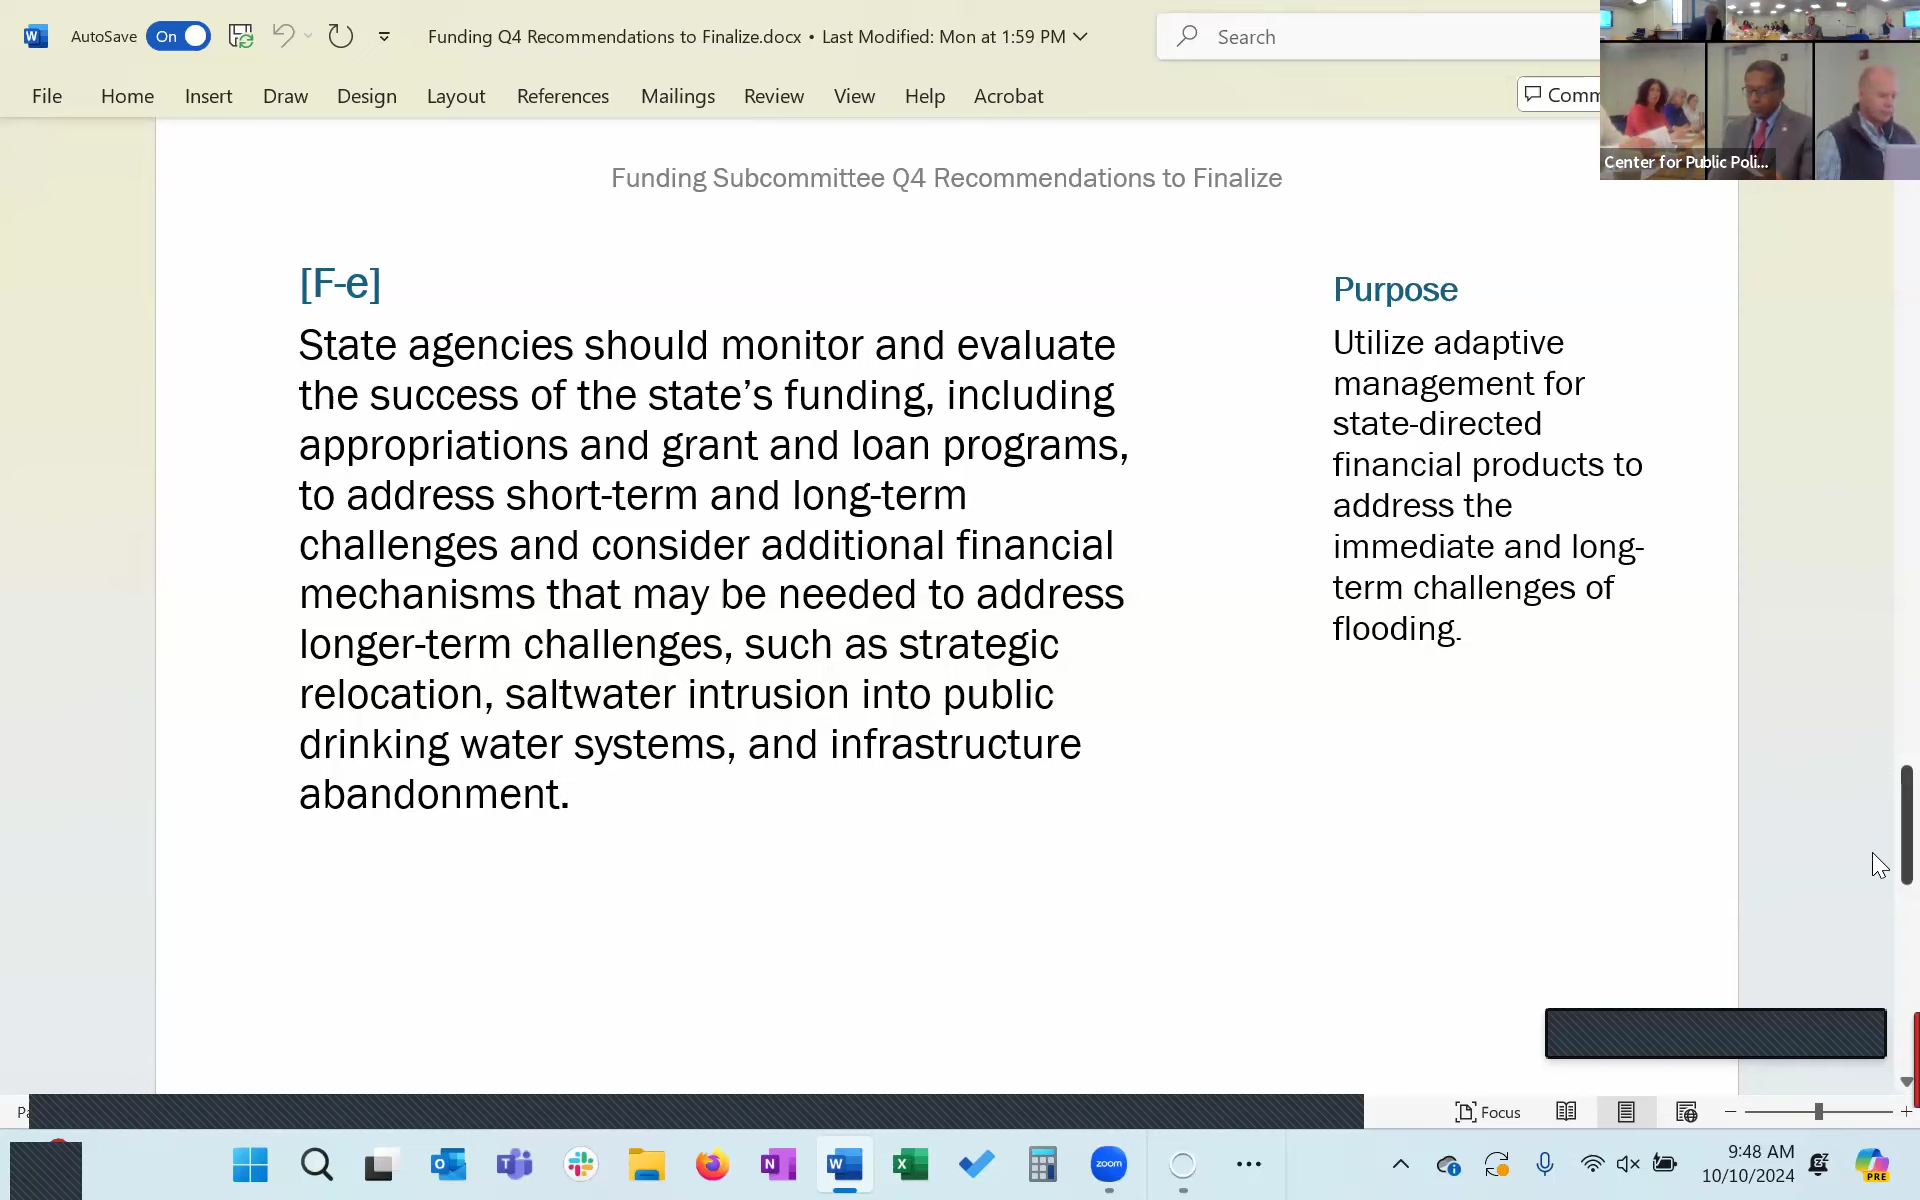 AutoSave On Funding Q4 Recommendations to Finalize.docx • Last Modified: Mon at 1:59 PM Search
File Home Insert Draw Design Layout References Mailings Review View Help Acrobat Comm
Center for Public Poli...
Funding Subcommittee Q4 Recommendations to Finalize
[F-e]
State agencies should monitor and evaluate
the success of the state’s funding, including
appropriations and grant and loan programs,
to address short-term and long-term
challenges and consider additional financial
mechanisms that may be needed to address
longer-term challenges, such as strategic
relocation, saltwater intrusion into public
drinking water systems, and infrastructure
abandonment.
Purpose
Utilize adaptive
management for
state-directed
financial products to
address the
immediate and long-
term challenges of
flooding.
Focus
zoom
9:48 AM
10/10/2024
PRE